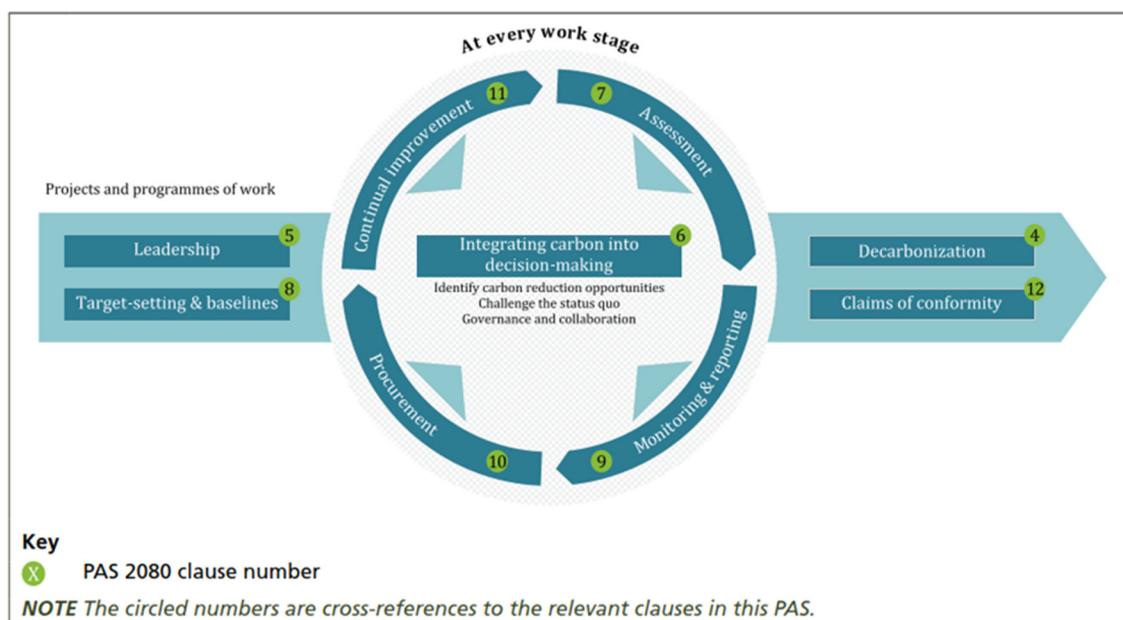 At every work stage
Projects and programmes of work
Leadership
5
Target-setting & baselines
8
Continual improvement
11
7
Assessment
Integrating carbon into
decision-making
6
Identify carbon reduction opportunities
Challenge the status quo
Governance and collaboration
Procurement
10
9
Monitoring & reporting
Decarbonization
4
Claims of conformity
12
Key
X PAS 2080 clause number
NOTE The circled numbers are cross-references to the relevant clauses in this PAS.